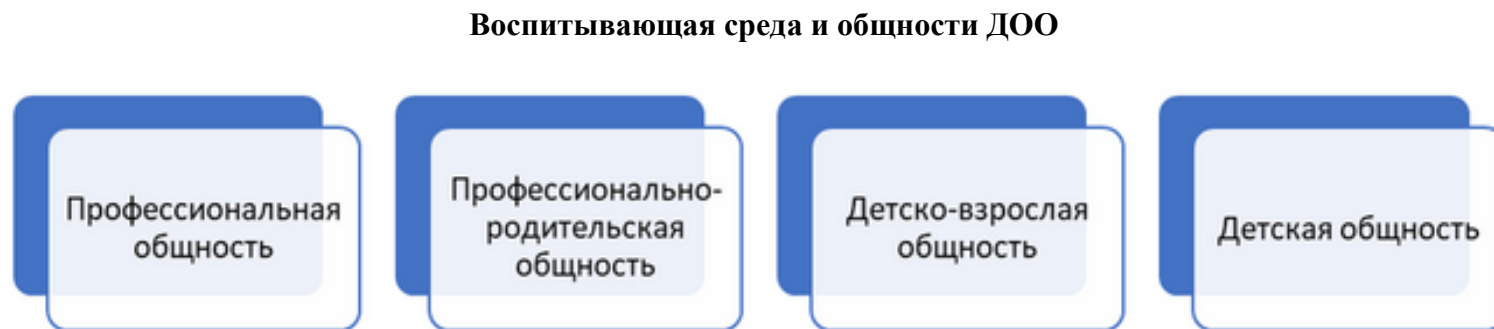 Воспитывающая среда и общности ДОО
Профессиональная
общность
Профессионально-
родительская
общность
Детско-взрослая
общность
Детская общность